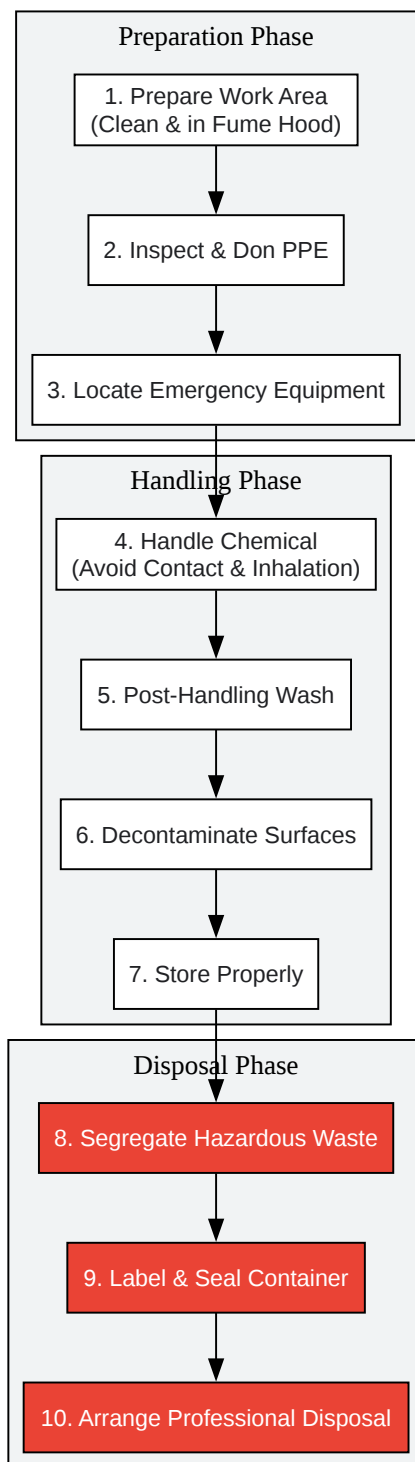 Preparation Phase
1. Prepare Work Area
(Clean & in Fume Hood)
2. Inspect & Don PPE
3. Locate Emergency Equipment
Handling Phase
4. Handle Chemical
(Avoid Contact & Inhalation)
5. Post-Handling Wash
6. Decontaminate Surfaces
7. Store Properly
Disposal Phase
8. Segregate Hazardous Waste
9. Label & Seal Container
10. Arrange Professional Disposal